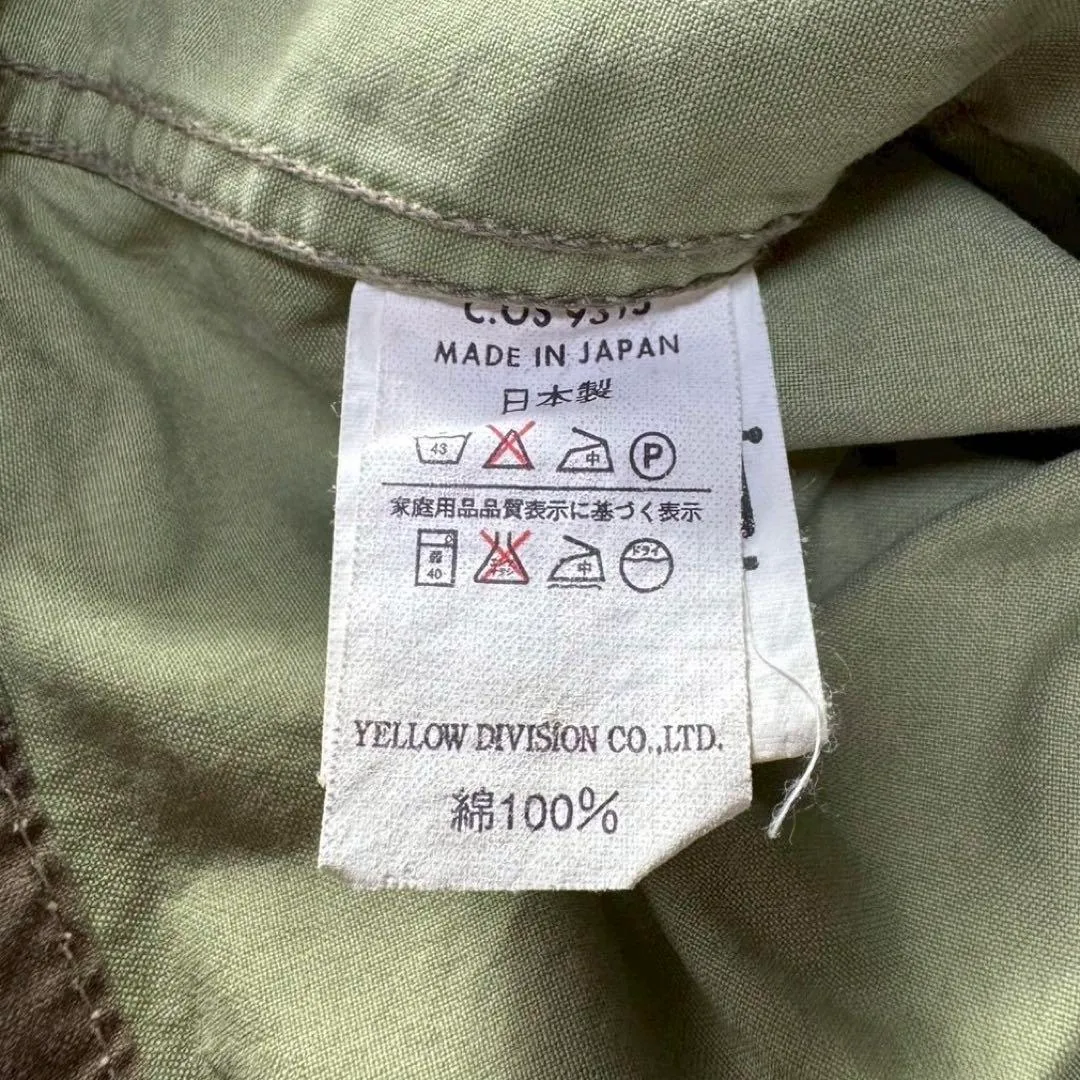 MADE IN JAPAN
日本製
43 中 P
家庭用品品質表示に基づく表示
弱 40 中 ドライ
YELLOW DIVISION CO.,LTD.
綿100%